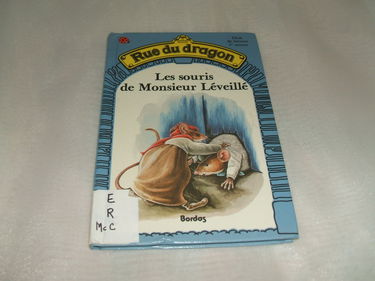 Rue du dragon
Les souris
de Monsieur Léveillé
E
R
McC
Bordas